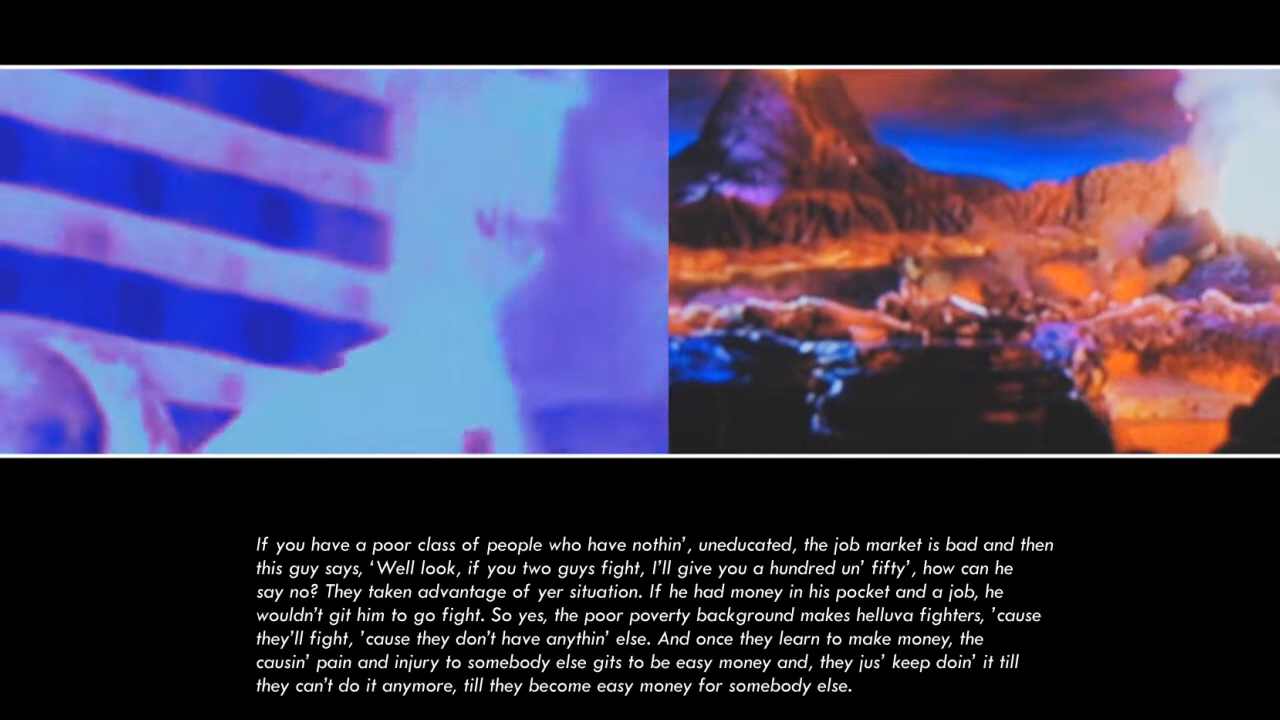 If you have a poor class of people who have nothin’, uneducated, the job market is bad and then
this guy says, ‘Well look, if you two guys fight, I’ll give you a hundred un’ fifty’, how can he
say no? They taken advantage of yer situation. If he had money in his pocket and a job, he
wouldn’t git him to go fight. So yes, the poor poverty background makes helluva fighters, ’cause
they’ll fight, ’cause they don’t have anythin’ else. And once they learn to make money, the
causin’ pain and injury to somebody else gits to be easy money and, they jus’ keep doin’ it till
they can’t do it anymore, till they become easy money for somebody else.